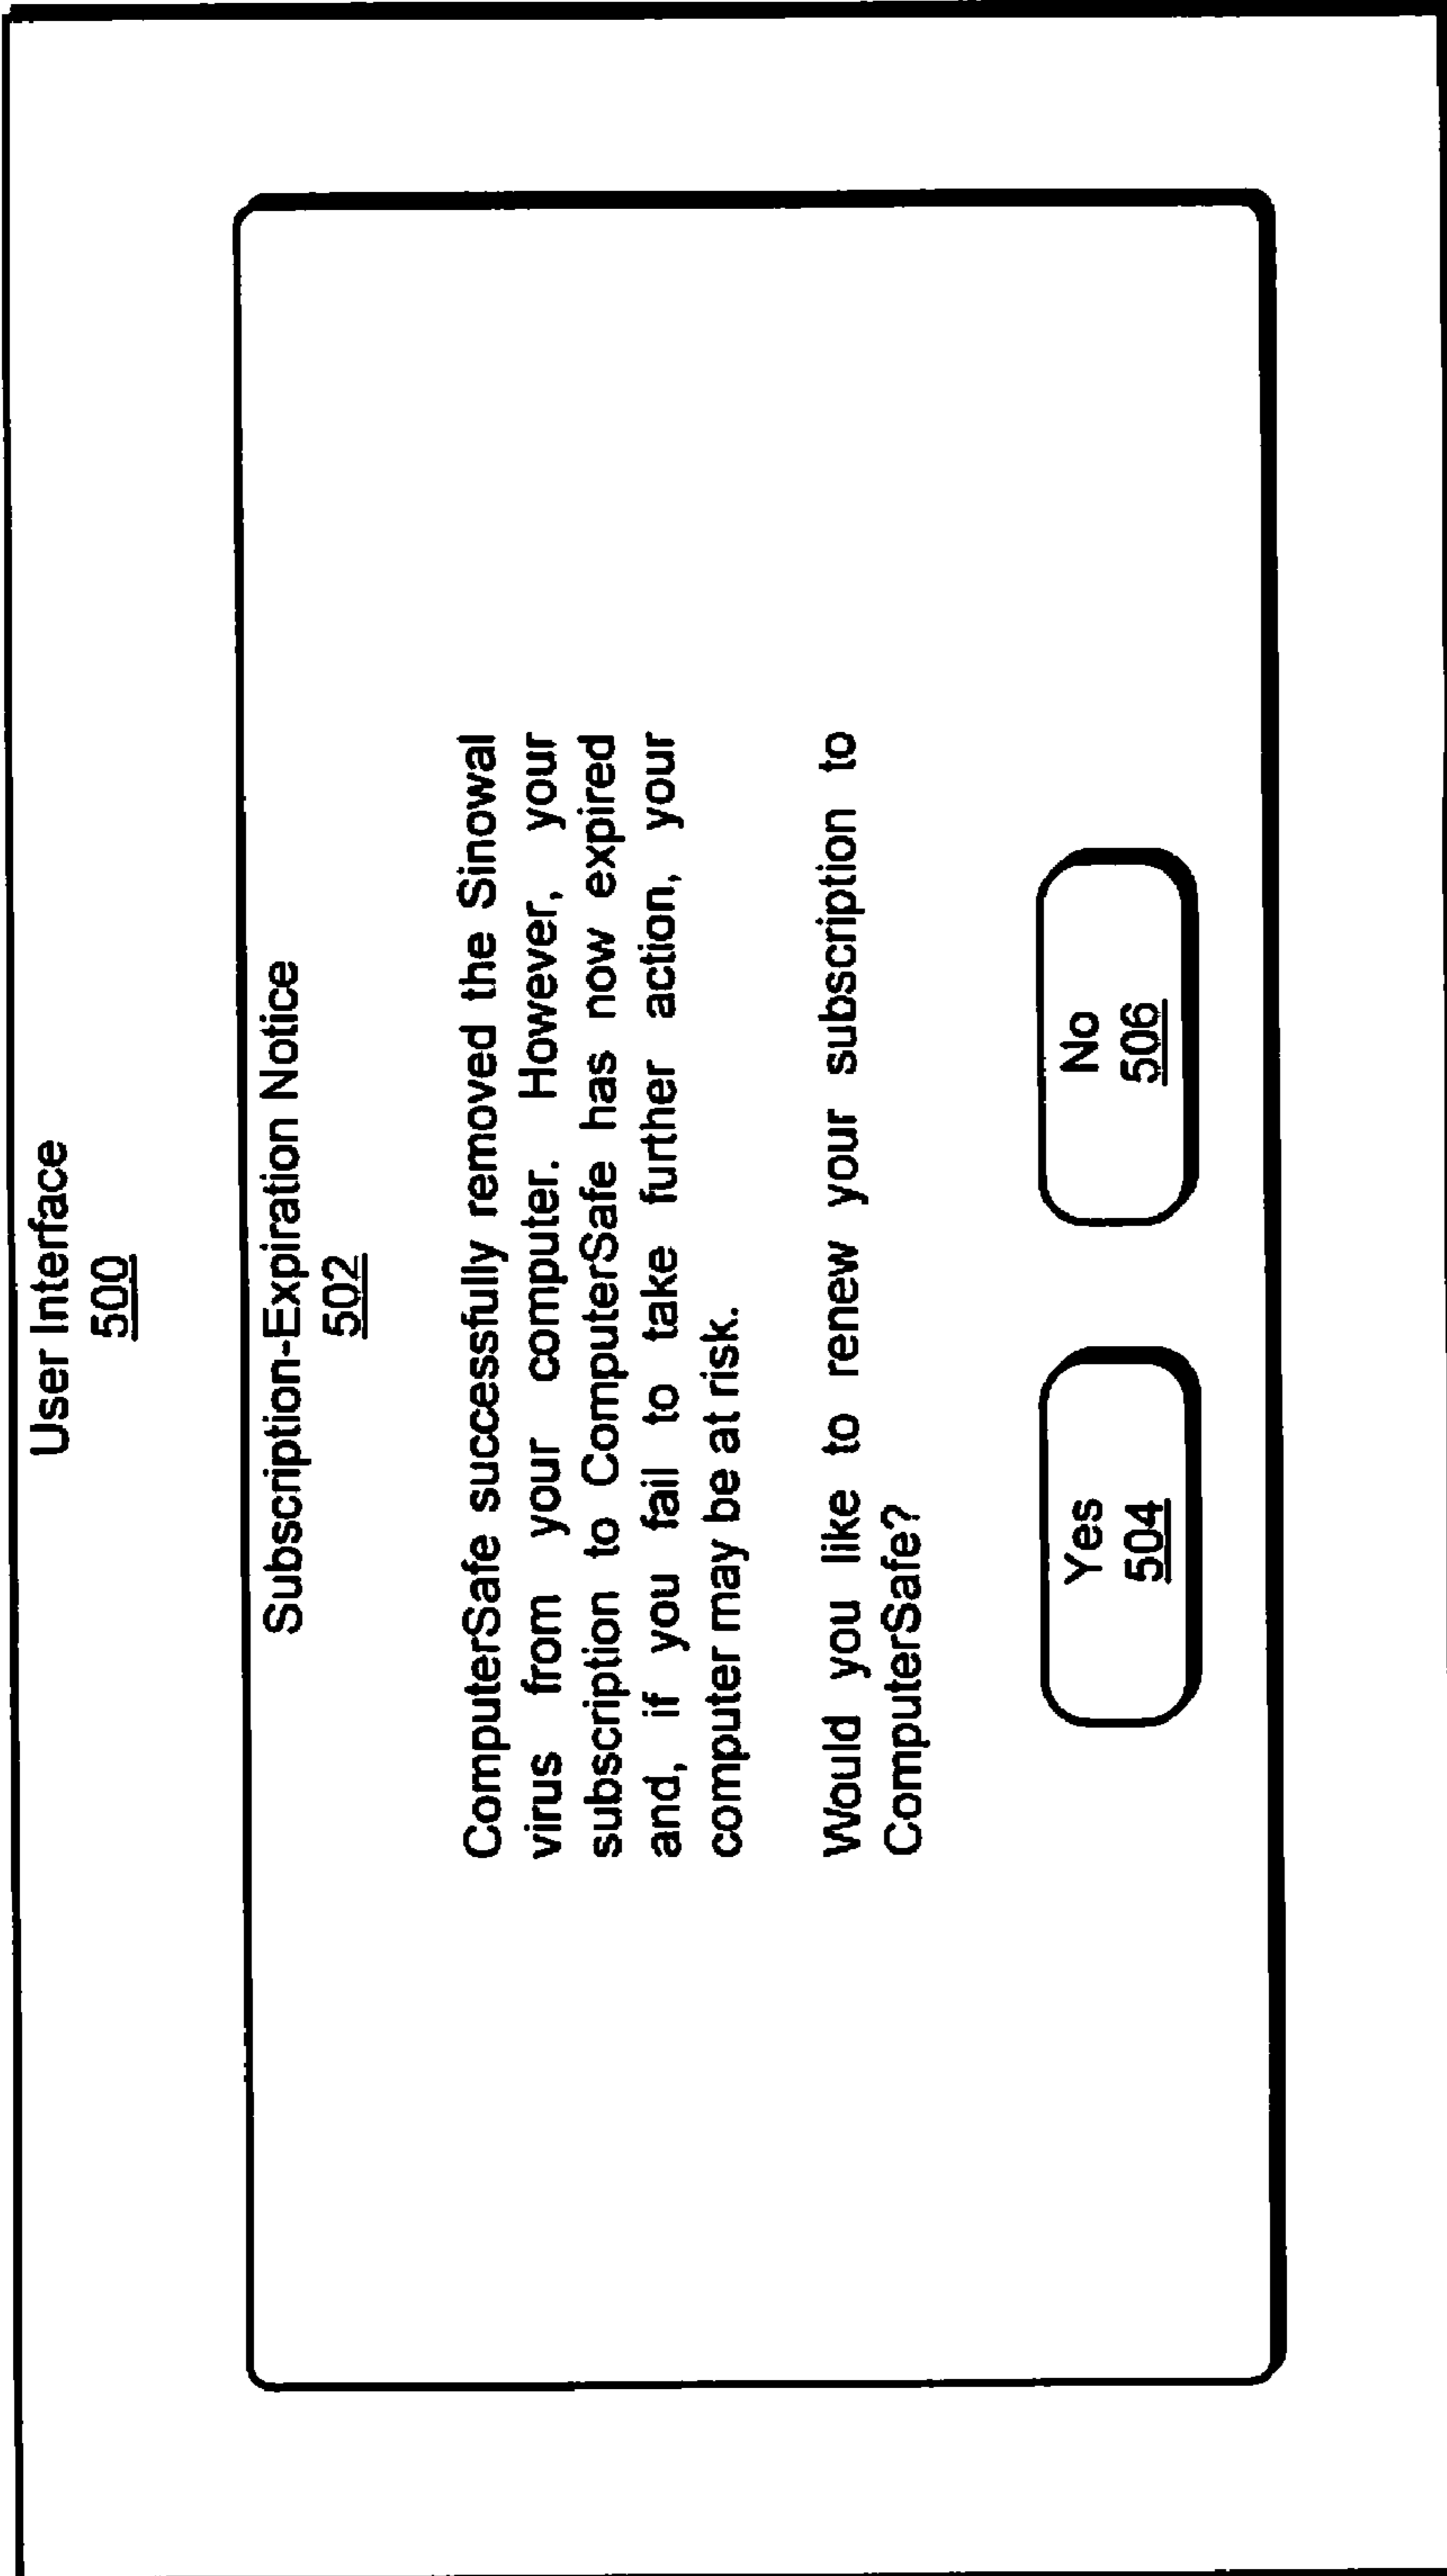 User Interface
500
Subscription-Expiration Notice
502
ComputerSafe successfully removed the Sinowal
virus from your computer. However, your
subscription to ComputerSafe has now expired
and, if you fail to take further action, your
computer may be at risk.
Would you like to renew your subscription to
ComputerSafe?
Yes
504
No
506